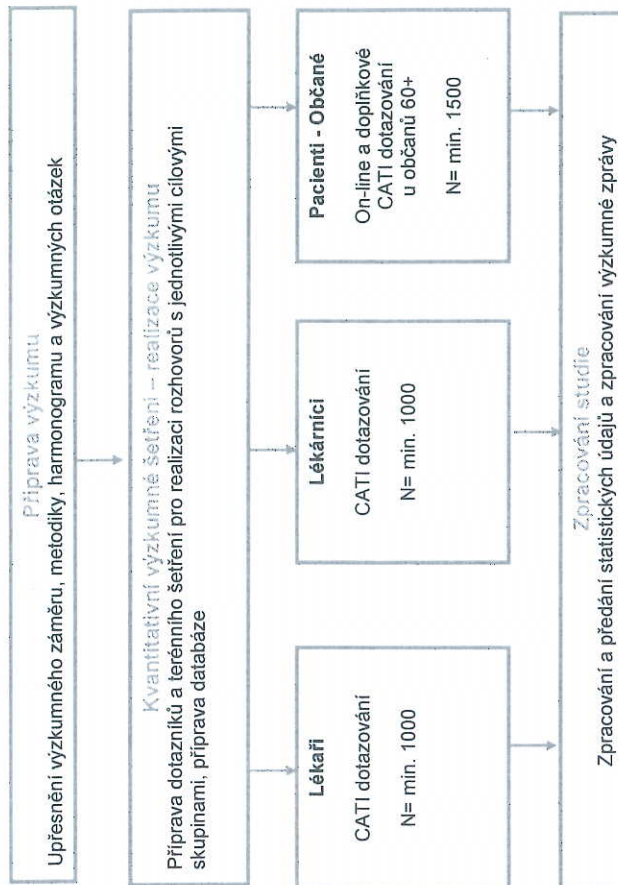 Příprava výzkumu
Upřesnění výzkumného záměru, metodiky, harmonogramu a výzkumných otázek
Kvantitativní výzkumné šetření – realizace výzkumu
Příprava dotazníků a terénního šetření pro realizaci rozhovorů s jednotlivými cílovými
skupinami, příprava databáze
Lékaři
CATI dotazování
N= min. 1000
Lékárníci
CATI dotazování
N= min. 1000
Pacienti - Občané
On-line a doplňkové
CATI dotazování
u občanů 60+
N= min. 1500
Zpracování studie
Zpracování a předání statistických údajů a zpracování výzkumné zprávy